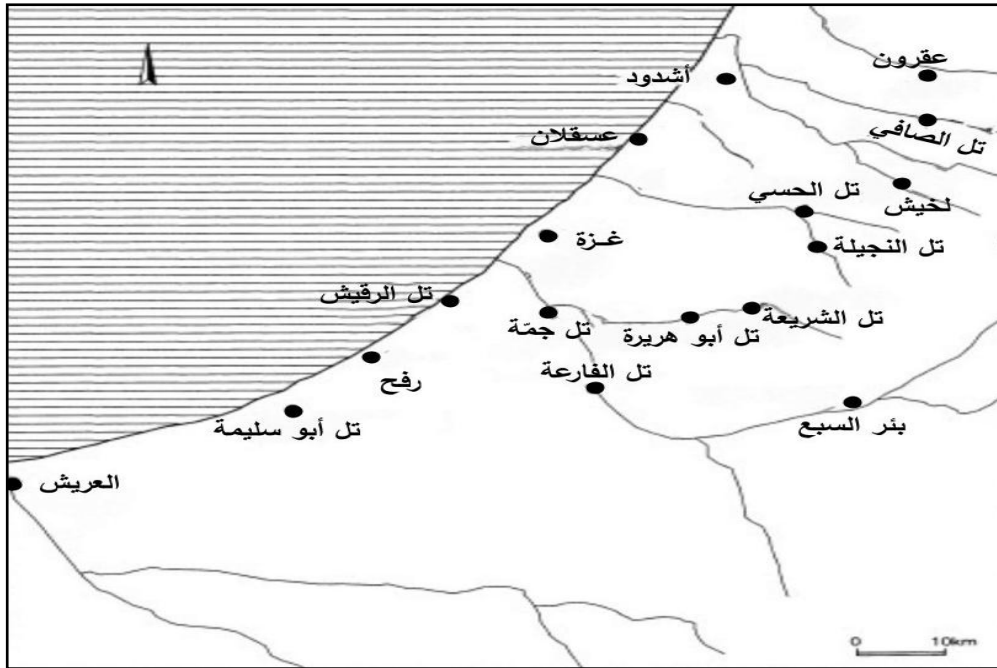 عقرون
أشدود
تل الصافي
عسقلان
تل الحسي
لخيش
غـزة
تل النجيلة
تل الرقيش
تل جمّة
تل أبو هريرة
تل الشريعة
رفح
تل الفارعة
تل أبو سليمة
بئر السبع
العريش
0 10km